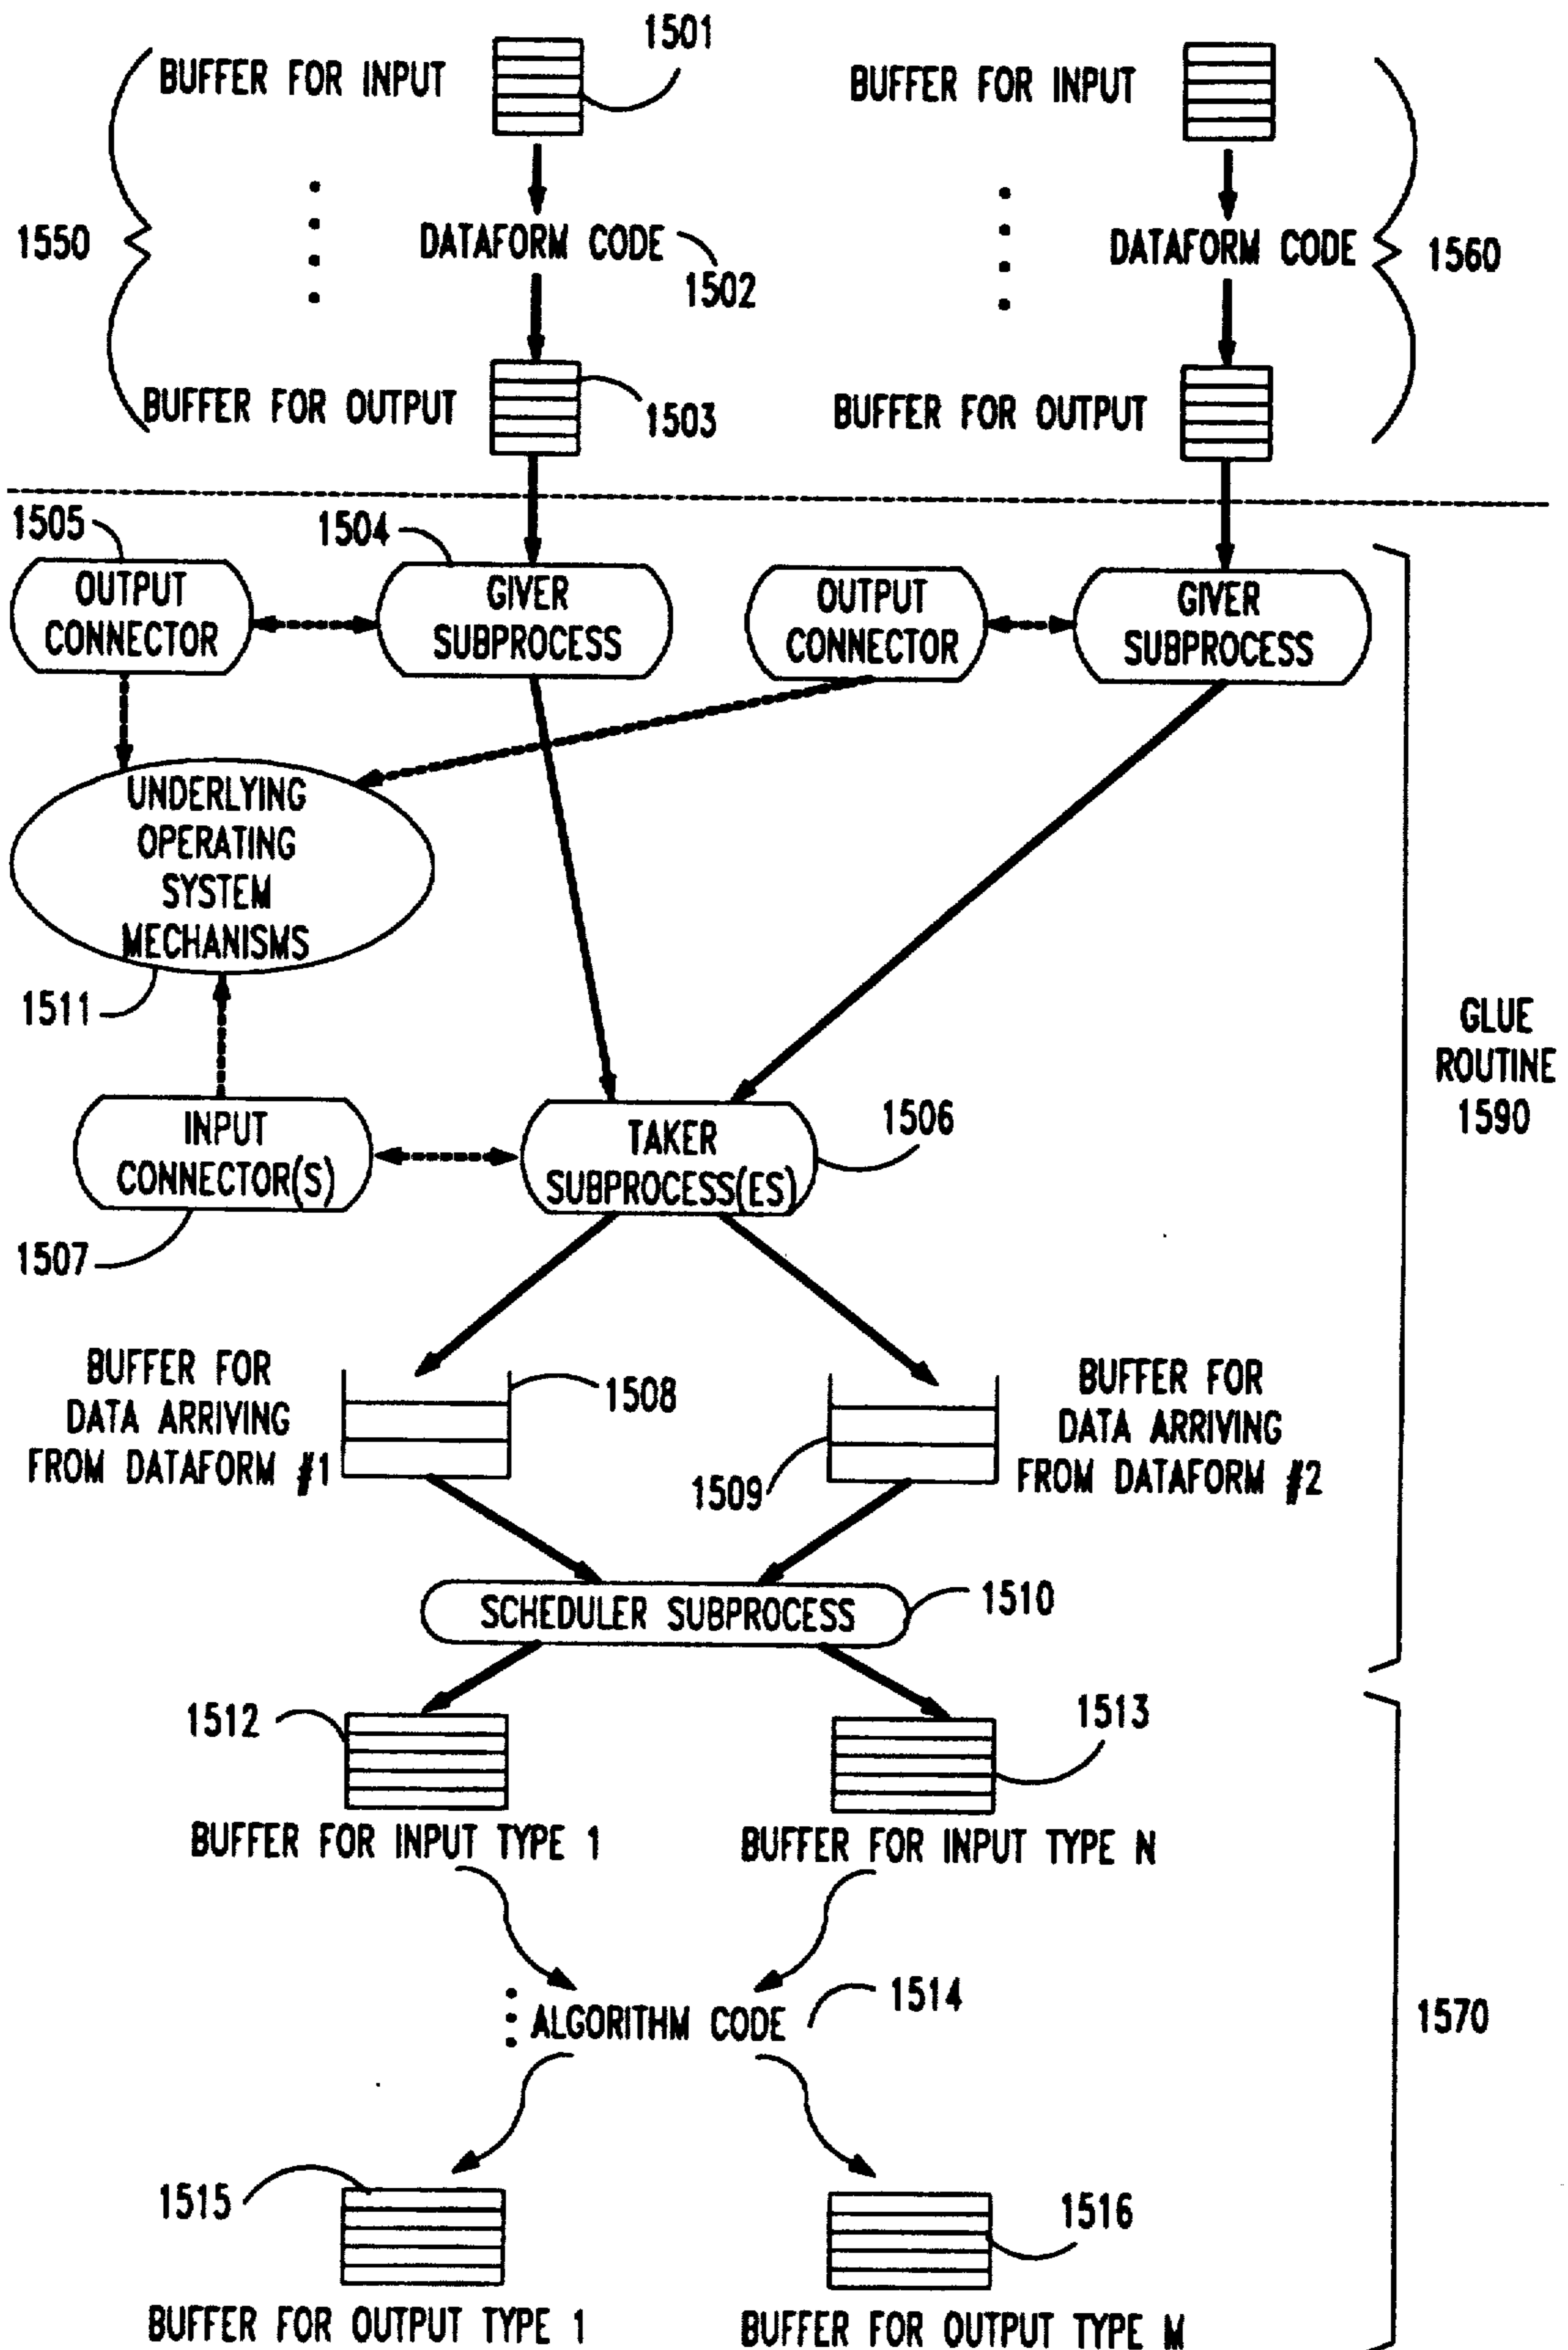 1501
BUFFER FOR INPUT
BUFFER FOR INPUT
1550
DATAFORM CODE
1502
DATAFORM CODE
1560
BUFFER FOR OUTPUT
1503
BUFFER FOR OUTPUT
1505
1504
OUTPUT
CONNECTOR
GIVER
SUBPROCESS
OUTPUT
CONNECTOR
GIVER
SUBPROCESS
UNDERLYING
OPERATING
SYSTEM
MECHANISMS
1511
GLUE
ROUTINE
1590
INPUT
CONNECTOR(S)
TAKER
SUBPROCESS(ES)
1506
1507
BUFFER FOR
DATA ARRIVING
FROM DATAFORM #1
1508
1509
BUFFER FOR
DATA ARRIVING
FROM DATAFORM #2
SCHEDULER SUBPROCESS
1510
1512
1513
BUFFER FOR INPUT TYPE 1
BUFFER FOR INPUT TYPE N
ALGORITHM CODE
1514
1570
1515
1516
BUFFER FOR OUTPUT TYPE 1
BUFFER FOR OUTPUT TYPE M